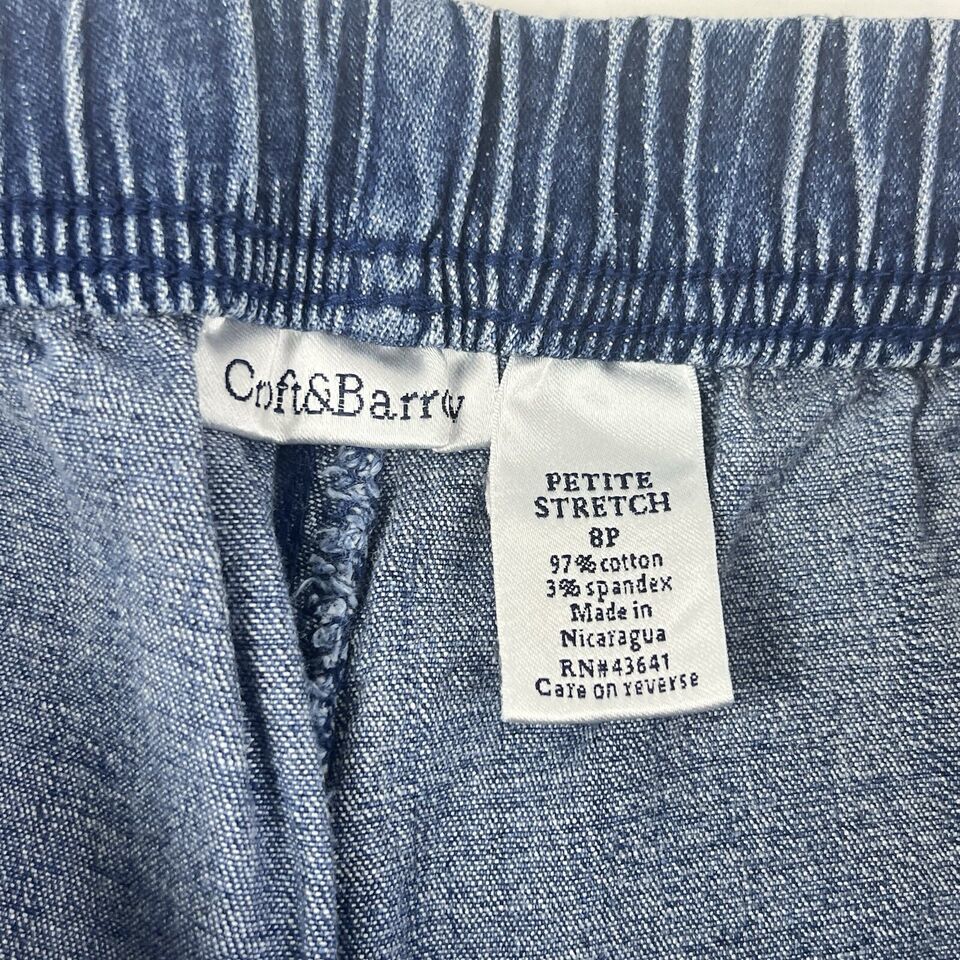 Croft&Barrow
PETITE
STRETCH
8P
97% cotton
3% spandex
Made in
Nicaragua
RN#43641
Care on reverse